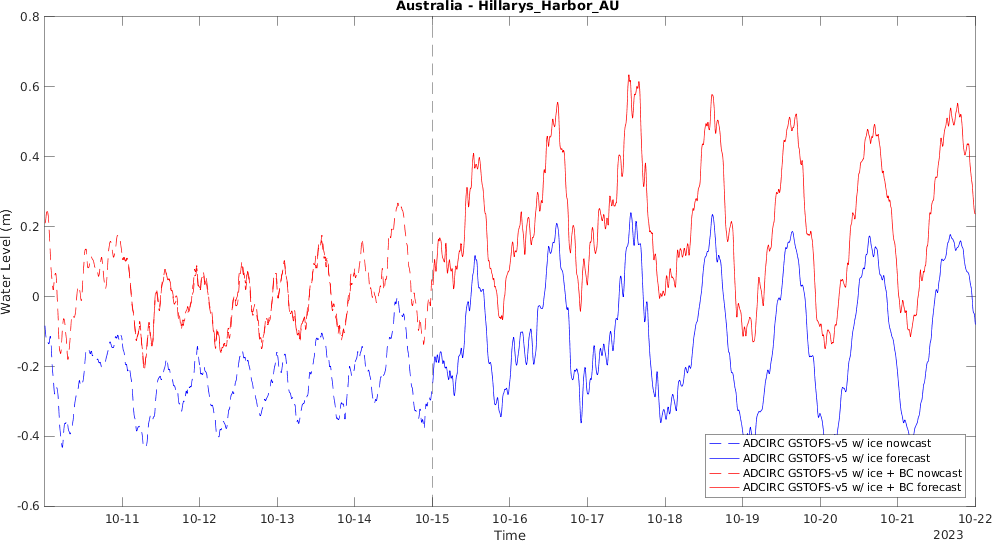 Australia - Hillarys_Harbor_AU
0.8
0.6
0.4
0.2
0
-0.2
-0.4
-0.6
Water Level (m)
ADCIRC GSTOFS-v5 w/ ice nowcast
ADCIRC GSTOFS-v5 w/ ice forecast
ADCIRC GSTOFS-v5 w/ ice + BC nowcast
ADCIRC GSTOFS-v5 w/ ice + BC forecast
10-11 10-12 10-13 10-14 10-15 10-16 10-17 10-18 10-19 10-20 10-21 10-22
Time
2023